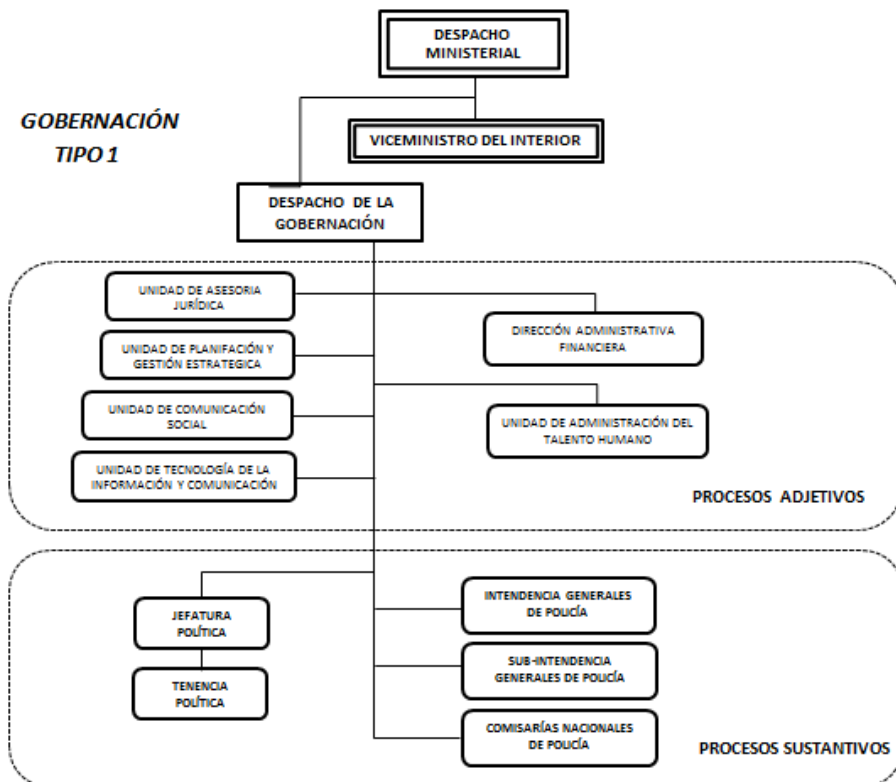 DESPACHO
MINISTERIAL
GOBERNACIÓN
TIPO 1
VICEMINISTRO DEL INTERIOR
DESPACHO DE LA
GOBERNACIÓN
UNIDAD DE ASESORIA
JURÍDICA
DIRECCIÓN ADMINISTRATIVA
FINANCIERA
UNIDAD DE PLANIFACIÓN Y
GESTIÓN ESTRATEGICA
UNIDAD DE COMUNICACIÓN
SOCIAL
UNIDAD DE ADMINISTRACIÓN DEL
TALENTO HUMANO
UNIDAD DE TECNOLOGÍA DE LA
INFORMACIÓN Y COMUNICACIÓN
PROCESOS ADJETIVOS
JEFATURA
POLÍTICA
INTENDENCIA GENERALES
DE POLICÍA
TENENCIA
POLÍTICA
SUB-INTENDENCIA
GENERALES DE POLICÍA
COMISARÍAS NACIONALES
DE POLICÍA
PROCESOS SUSTANTIVOS